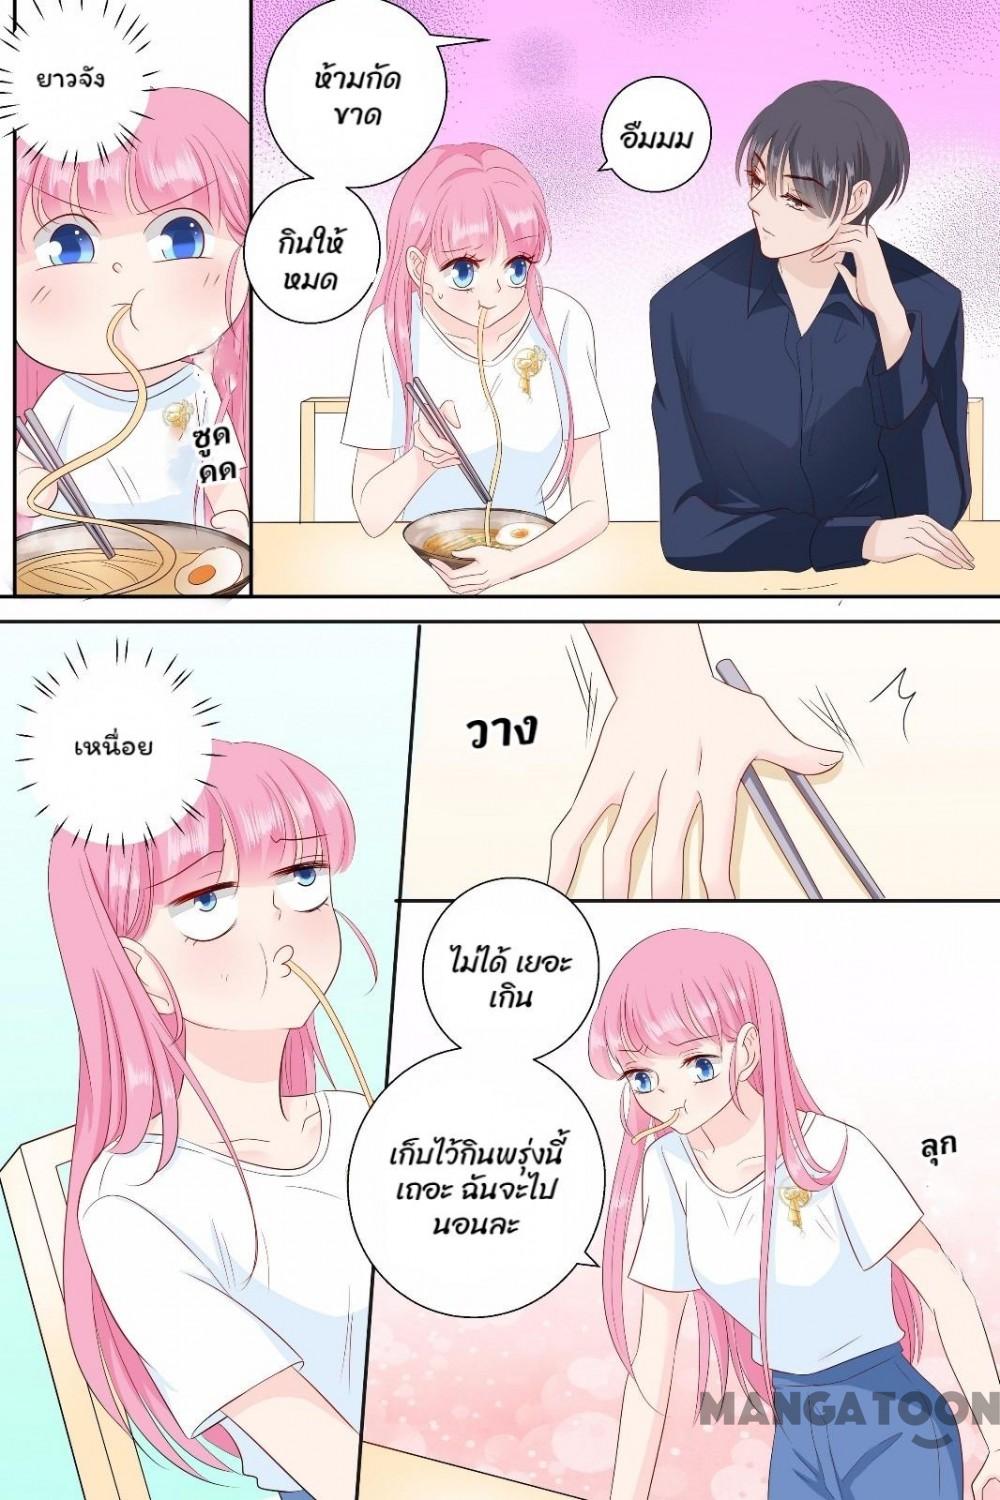 ยาวจัง
ห้ามกัด
ขาด
กินให้
หมด
อืมมม
ซูด
ดด
เหนื่อย
วาง
ไม่ได้ เยอะ
เกิน
เก็บไว้กินพรุ่งนี้
เถอะ ฉันจะไป
นอนละ
ลุก
MANGATOON